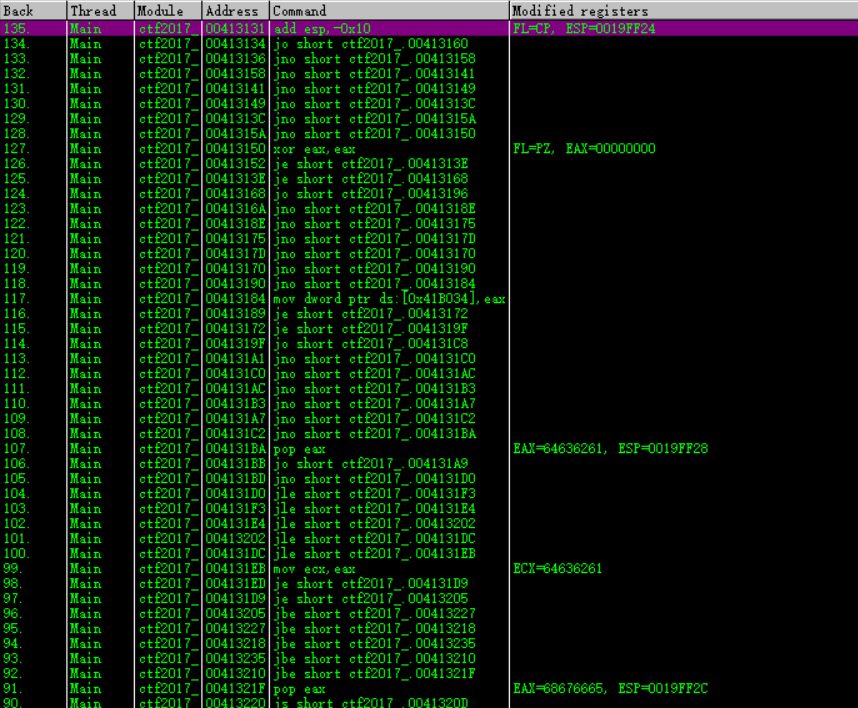 Back Thread Module Address Command Modified registers
135. Main ctf2017_ 00413131 add esp,-0x10 FL=CP, ESP=0019FF24
134. Main ctf2017_ 00413134 jo short ctf2017_.00413160
133. Main ctf2017_ 00413136 jno short ctf2017_.00413158
132. Main ctf2017_ 00413158 jno short ctf2017_.00413141
131. Main ctf2017_ 00413141 jno short ctf2017_.00413149
130. Main ctf2017_ 00413149 jno short ctf2017_.0041313C
129. Main ctf2017_ 0041313C jno short ctf2017_.0041315A
128. Main ctf2017_ 0041315A jno short ctf2017_.00413150
127. Main ctf2017_ 00413150 xor eax,eax FL=PZ, EAX=00000000
126. Main ctf2017_ 00413152 je short ctf2017_.0041313E
125. Main ctf2017_ 0041313E je short ctf2017_.00413168
124. Main ctf2017_ 00413168 jo short ctf2017_.00413196
123. Main ctf2017_ 0041316A jno short ctf2017_.0041318E
122. Main ctf2017_ 0041318E jno short ctf2017_.00413175
121. Main ctf2017_ 00413175 jno short ctf2017_.0041317D
120. Main ctf2017_ 0041317D jno short ctf2017_.00413170
119. Main ctf2017_ 00413170 jno short ctf2017_.00413190
118. Main ctf2017_ 00413190 jno short ctf2017_.00413184
117. Main ctf2017_ 00413184 mov dword ptr ds:[0x41B034],eax
116. Main ctf2017_ 00413189 je short ctf2017_.00413172
115. Main ctf2017_ 00413172 je short ctf2017_.0041319F
114. Main ctf2017_ 0041319F jo short ctf2017_.004131C8
113. Main ctf2017_ 004131A1 jno short ctf2017_.004131C0
112. Main ctf2017_ 004131C0 jno short ctf2017_.004131AC
111. Main ctf2017_ 004131AC jno short ctf2017_.004131B3
110. Main ctf2017_ 004131B3 jno short ctf2017_.004131A7
109. Main ctf2017_ 004131A7 jno short ctf2017_.004131C2
108. Main ctf2017_ 004131C2 jno short ctf2017_.004131BA
107. Main ctf2017_ 004131BA pop eax EAX=64636261, ESP=0019FF28
106. Main ctf2017_ 004131BB jo short ctf2017_.004131A9
105. Main ctf2017_ 004131BD jno short ctf2017_.004131D0
104. Main ctf2017_ 004131D0 jle short ctf2017_.004131F3
103. Main ctf2017_ 004131F3 jle short ctf2017_.004131E4
102. Main ctf2017_ 004131E4 jle short ctf2017_.00413202
101. Main ctf2017_ 00413202 jle short ctf2017_.004131DC
100. Main ctf2017_ 004131DC jle short ctf2017_.004131EB
99. Main ctf2017_ 004131EB mov ecx,eax ECX=64636261
98. Main ctf2017_ 004131ED je short ctf2017_.004131D9
97. Main ctf2017_ 004131D9 je short ctf2017_.00413205
96. Main ctf2017_ 00413205 jbe short ctf2017_.00413227
95. Main ctf2017_ 00413227 jbe short ctf2017_.00413218
94. Main ctf2017_ 00413218 jbe short ctf2017_.00413235
93. Main ctf2017_ 00413235 jbe short ctf2017_.00413210
92. Main ctf2017_ 00413210 jbe short ctf2017_.0041321F
91. Main ctf2017_ 0041321F pop eax EAX=68676665, ESP=0019FF2C
90. Main ctf2017_ 00413220 js short ctf2017_.0041320D